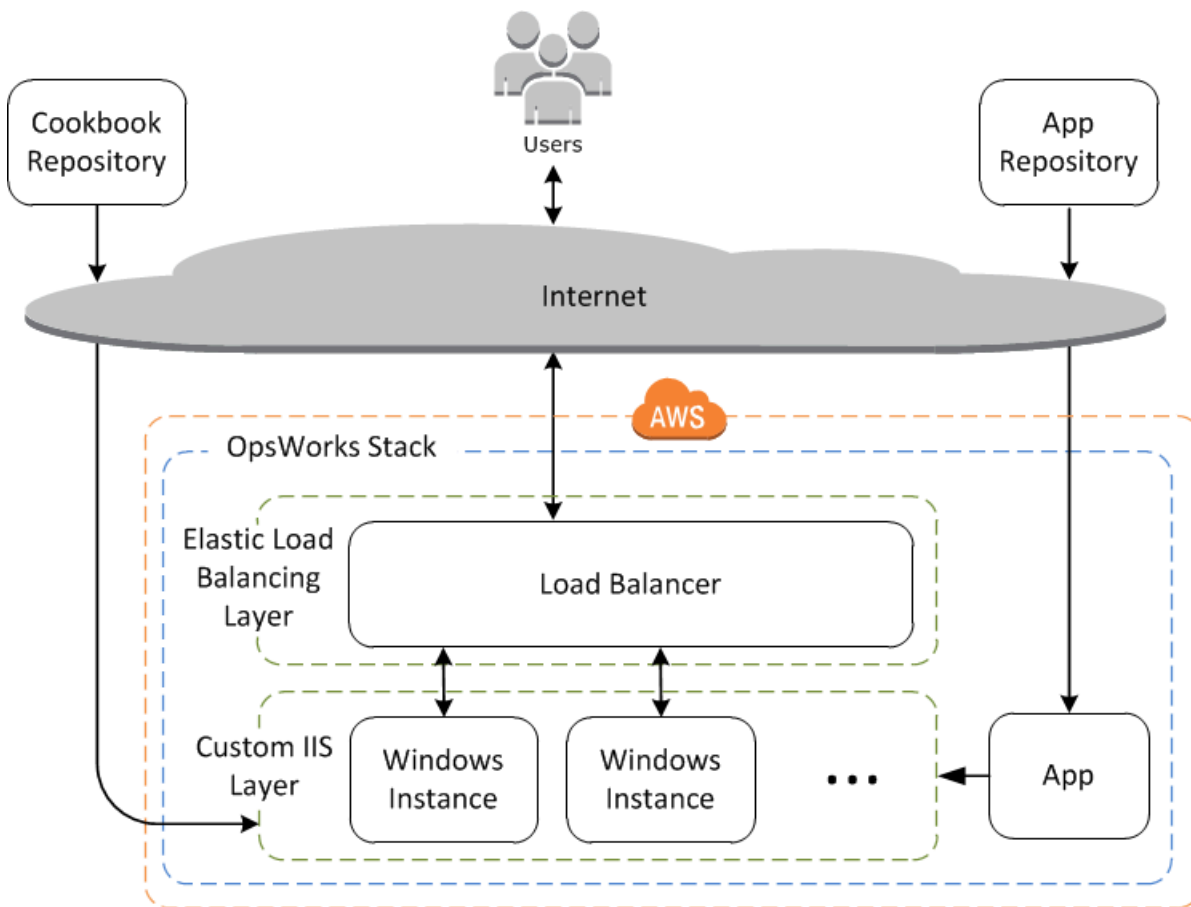 Users
Cookbook
Repository
App
Repository
Internet
AWS
OpsWorks Stack
Elastic Load
Balancing
Layer
Load Balancer
Custom IIS
Layer
Windows
Instance
Windows
Instance
...
App